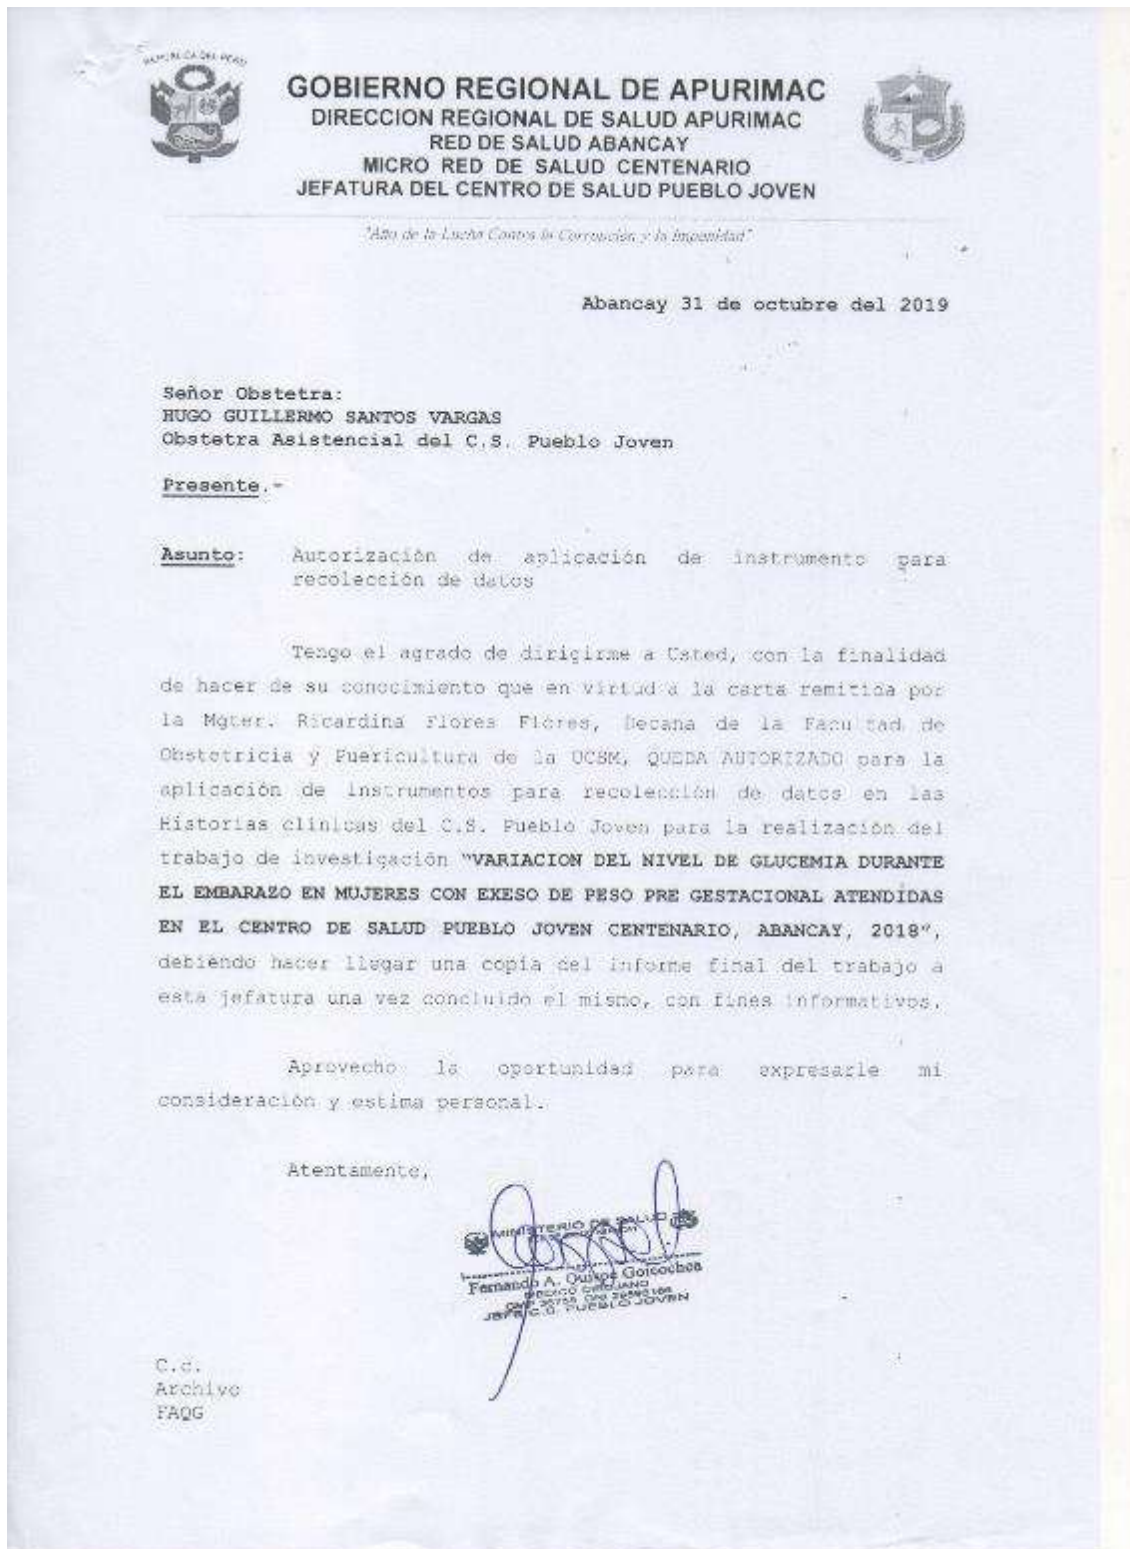 REPUBLICA DEL PERU
GOBIERNO REGIONAL DE APURIMAC
DIRECCION REGIONAL DE SALUD APURIMAC
RED DE SALUD ABANCAY
MICRO RED DE SALUD CENTENARIO
JEFATURA DEL CENTRO DE SALUD PUEBLO JOVEN
"Año de la Lucha Contra la Corrupción y la Impunidad"
Abancay 31 de octubre del 2019
Señor Obstetra:
HUGO GUILLERMO SANTOS VARGAS
Obstetra Asistencial del C.S. Pueblo Joven
Presente.-
Asunto: Autorización de aplicación de instrumento para
recolección de datos
Tengo el agrado de dirigirme a Usted, con la finalidad
de hacer de su conocimiento que en virtud a la carta remitida por
la Mgter. Ricardina Flores Flores, Decana de la Facultad de
Obstetricia y Puericultura de la UCSM, QUEDA AUTORIZADO para la
aplicación de instrumentos para recolección de datos en las
Historias clínicas del C.S. Pueblo Joven para la realización del
trabajo de investigación "VARIACION DEL NIVEL DE GLUCEMIA DURANTE
EL EMBARAZO EN MUJERES CON EXESO DE PESO PRE GESTACIONAL ATENDIDAS
EN EL CENTRO DE SALUD PUEBLO JOVEN CENTENARIO, ABANCAY, 2018",
debiendo hacer llegar una copia del informe final del trabajo a
esta jefatura una vez concluido el mismo, con fines informativos.
Aprovecho la oportunidad para expresarle mi
consideración y estima personal.
Atentamente,
MINISTERIO DE SALUD
Fernando A. Quispe Goicochea
MEDICO CIRUJANO
JEFE C.S. PUEBLO JOVEN
C.c.
Archivo
FAQG